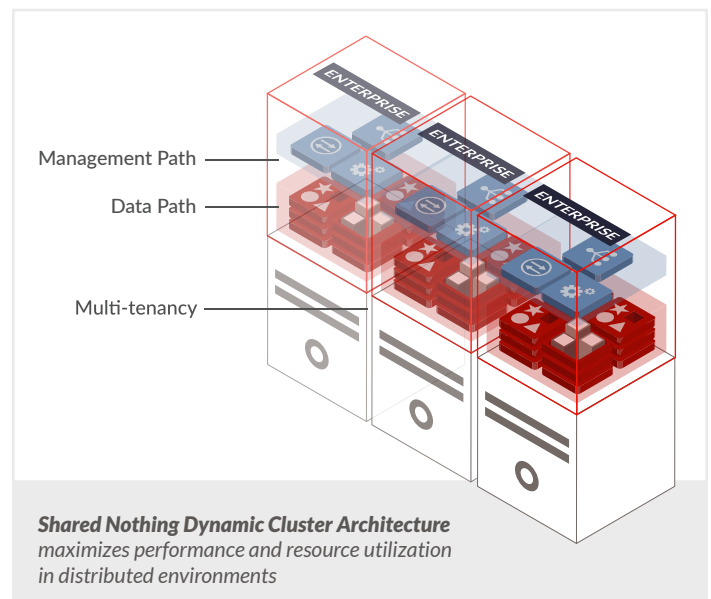 ENTERPRISE
ENTERPRISE
ENTERPRISE
Management Path
Data Path
Multi-tenancy
Shared Nothing Dynamic Cluster Architecture
maximizes performance and resource utilization
in distributed environments